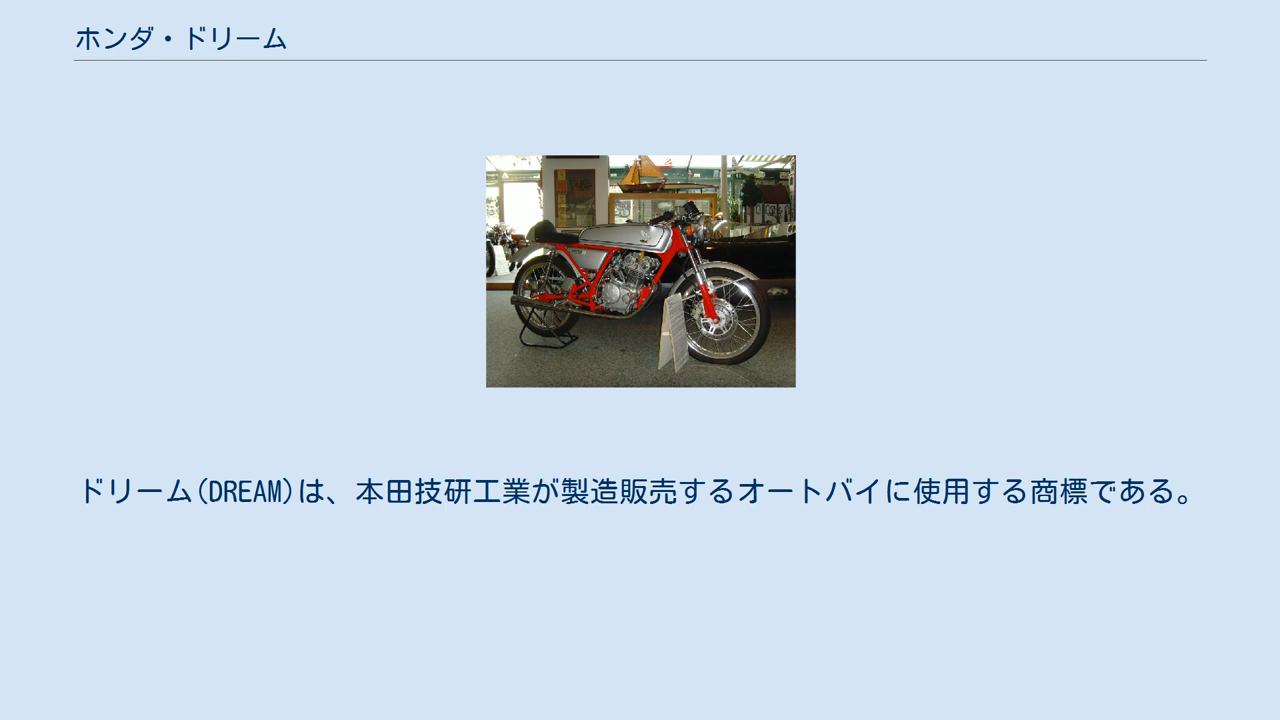 ホンダ・ドリーム
ドリーム(DREAM)は、本田技研工業が製造販売するオートバイに使用する商標である。